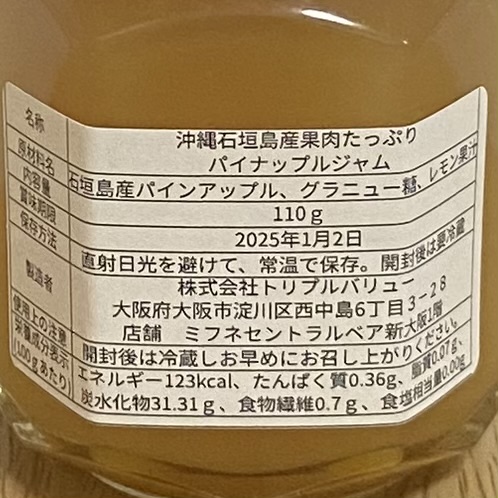 名称 沖縄石垣島産果肉たっぷり
パイナップルジャム
原材料名 石垣島産パインアップル、グラニュー糖、レモン果汁
内容量 110g
賞味期限 2025年1月2日
保存方法 直射日光を避けて、常温で保存。開封後は要冷蔵
製造者 株式会社トリプルバリュー
大阪府大阪市淀川区西中島6丁目3-28
店舗 ミフネセントラルベア新大阪1階
使用上の注意 開封後は冷蔵しお早めにお召し上がりください。
栄養成分表示 エネルギー123kcal、たんぱく質0.36g、脂質0.07g、
(100gあたり) 炭水化物31.31g、食物繊維0.7g、食塩相当量0.00g